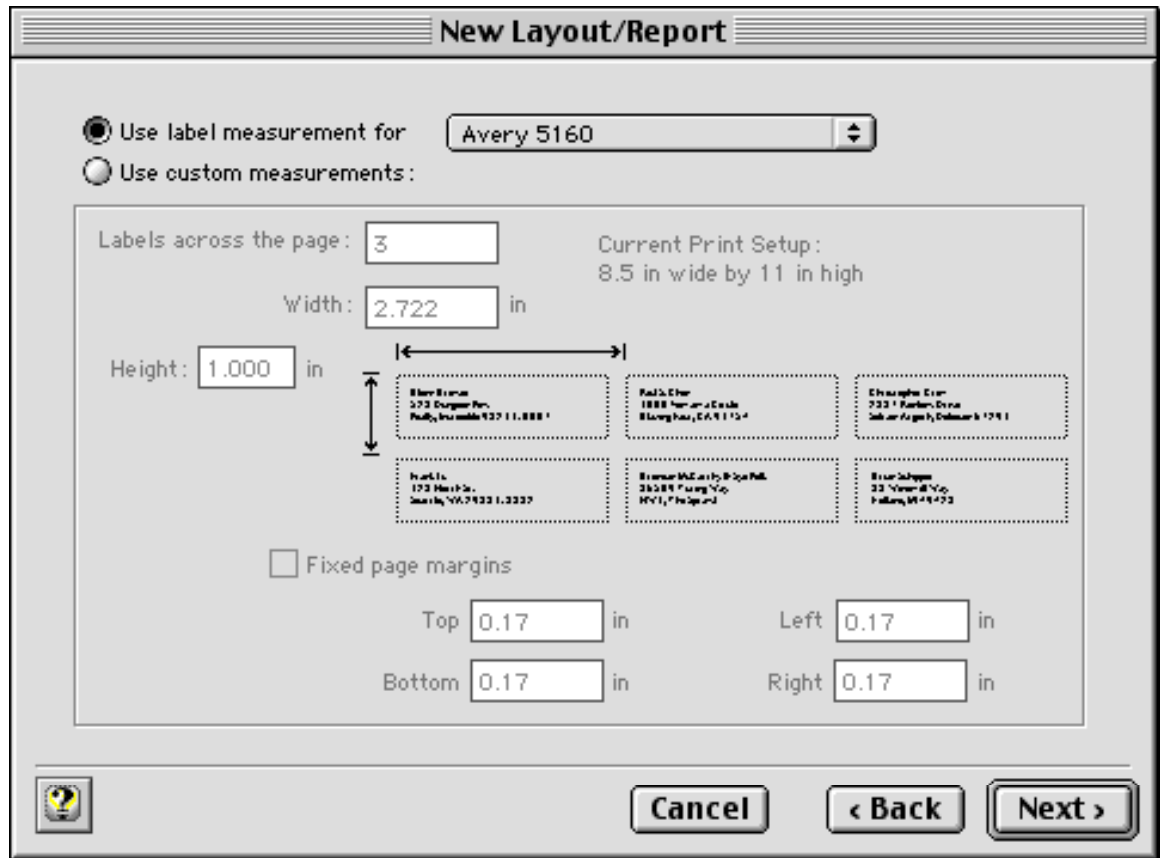 New Layout/Report
Use label measurement for Avery 5160
Use custom measurements:
Labels across the page: 3
Current Print Setup:
8.5 in wide by 11 in high
Width: 2.722 in
Height: 1.000 in
Fixed page margins
Top 0.17 in Left 0.17 in
Bottom 0.17 in Right 0.17 in
? Cancel ‹ Back Next ›